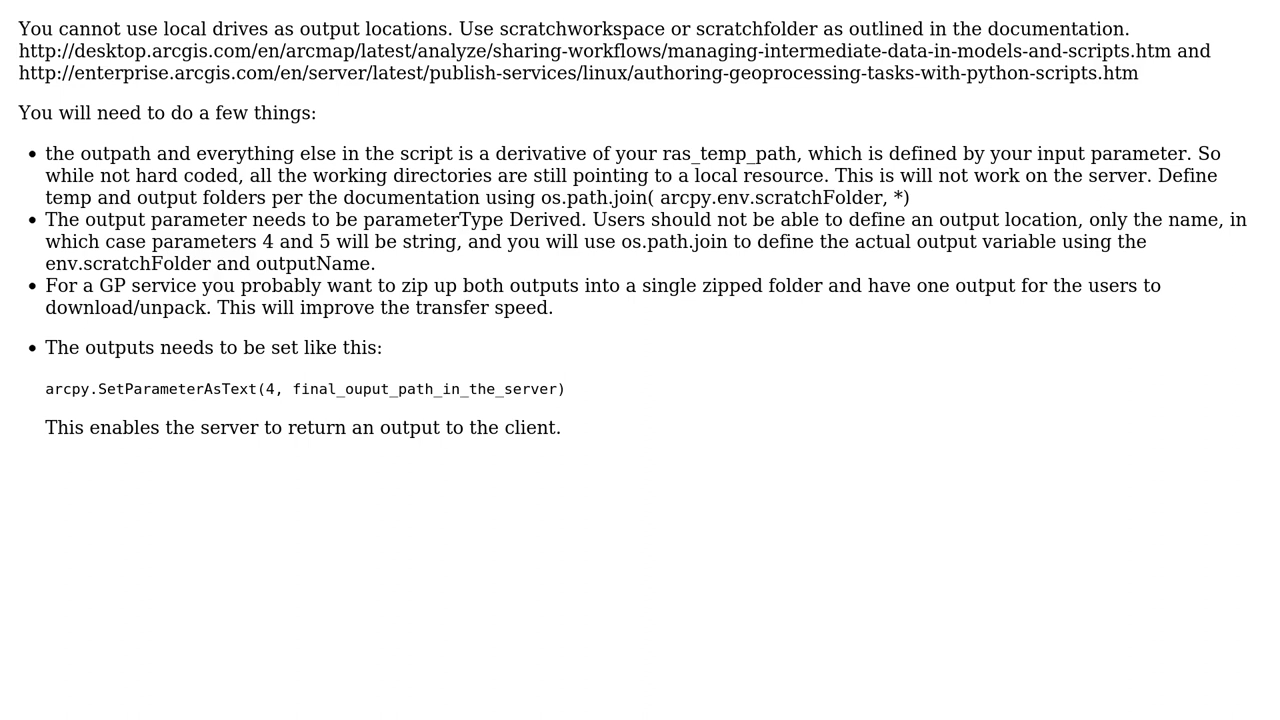 You cannot use local drives as output locations. Use scratchworkspace or scratchfolder as outlined in the documentation.
http://desktop.arcgis.com/en/arcmap/latest/analyze/sharing-workflows/managing-intermediate-data-in-models-and-scripts.htm and
http://enterprise.arcgis.com/en/server/latest/publish-services/linux/authoring-geoprocessing-tasks-with-python-scripts.htm
You will need to do a few things:
• the outpath and everything else in the script is a derivative of your ras_temp_path, which is defined by your input parameter. So
while not hard coded, all the working directories are still pointing to a local resource. This is will not work on the server. Define
temp and output folders per the documentation using os.path.join( arcpy.env.scratchFolder, *)
• The output parameter needs to be parameterType Derived. Users should not be able to define an output location, only the name, in
which case parameters 4 and 5 will be string, and you will use os.path.join to define the actual output variable using the
env.scratchFolder and outputName.
• For a GP service you probably want to zip up both outputs into a single zipped folder and have one output for the users to
download/unpack. This will improve the transfer speed.
• The outputs needs to be set like this:
arcpy.SetParameterAsText(4, final_ouput_path_in_the_server)
This enables the server to return an output to the client.